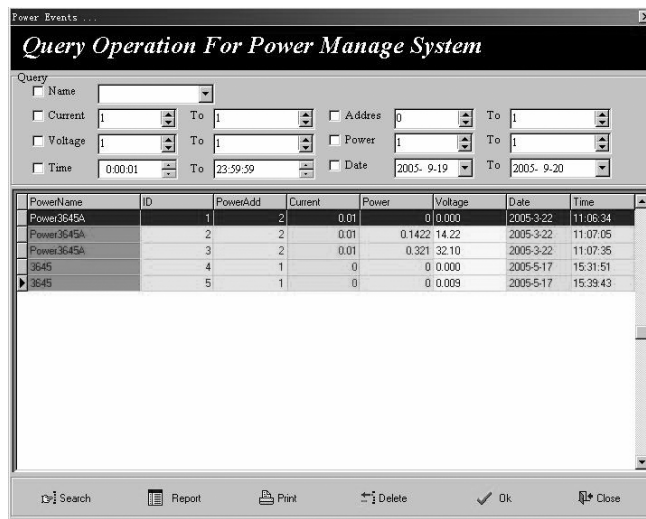 Power Events ...
Query Operation For Power Manage System
Query
Name
Current 1 To 1 Addres 0 To 1
Voltage 1 To 1 Power 1 To 1
Time 0:00:01 To 23:59:59 Date 2005- 9-19 To 2005- 9-20
PowerName ID PowerAdd Current Power Voltage Date Time
Power3645A 1 2 0.01 0 0.000 2005-3-22 11:06:34
Power3645A 2 2 0.01 0.1422 14.22 2005-3-22 11:07:05
Power3645A 3 2 0.01 0.321 32.10 2005-3-22 11:07:35
3645 4 1 0 0 0.000 2005-5-17 15:31:51
3645 5 1 0 0 0.009 2005-5-17 15:39:43
Search Report Print Delete Ok Close